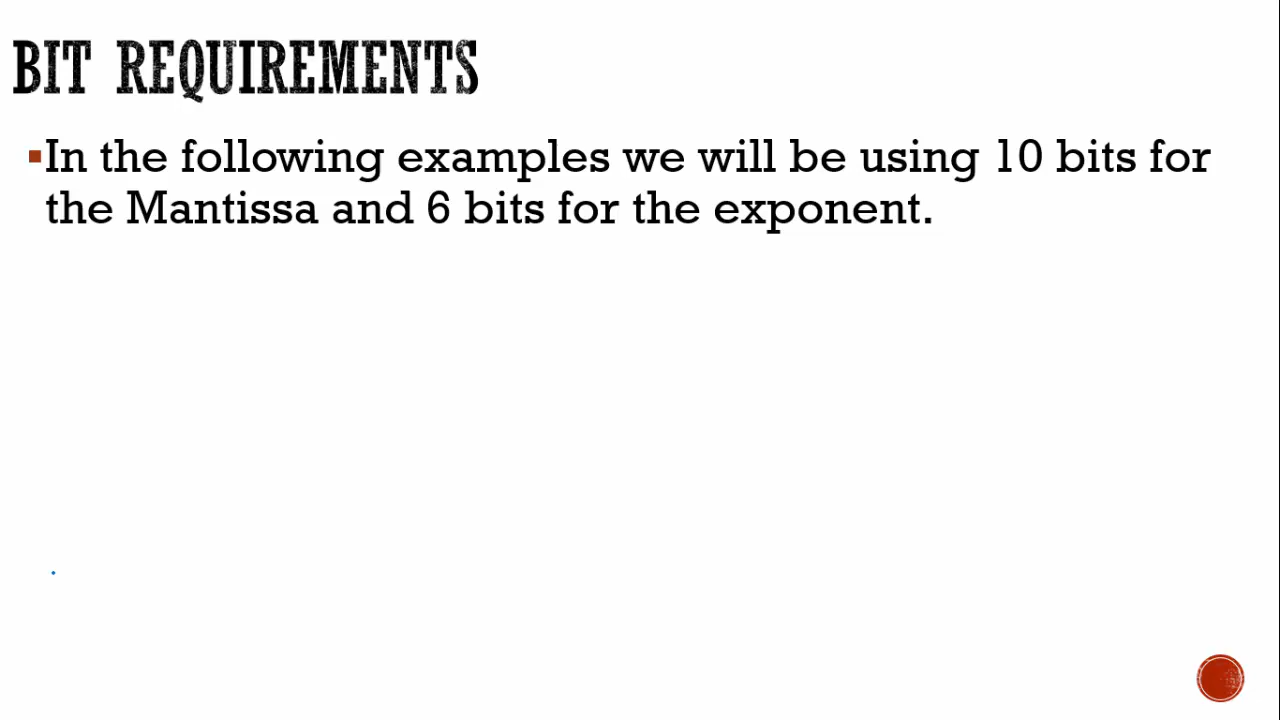 BIT REQUIREMENTS
▪In the following examples we will be using 10 bits for
the Mantissa and 6 bits for the exponent.